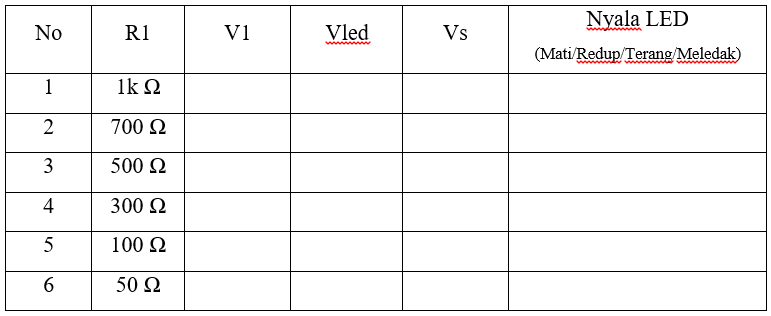 No R1 V1 Vled Vs Nyala LED
(Mati/Redup/Terang/Meledak)
1 1k Ω
2 700 Ω
3 500 Ω
4 300 Ω
5 100 Ω
6 50 Ω